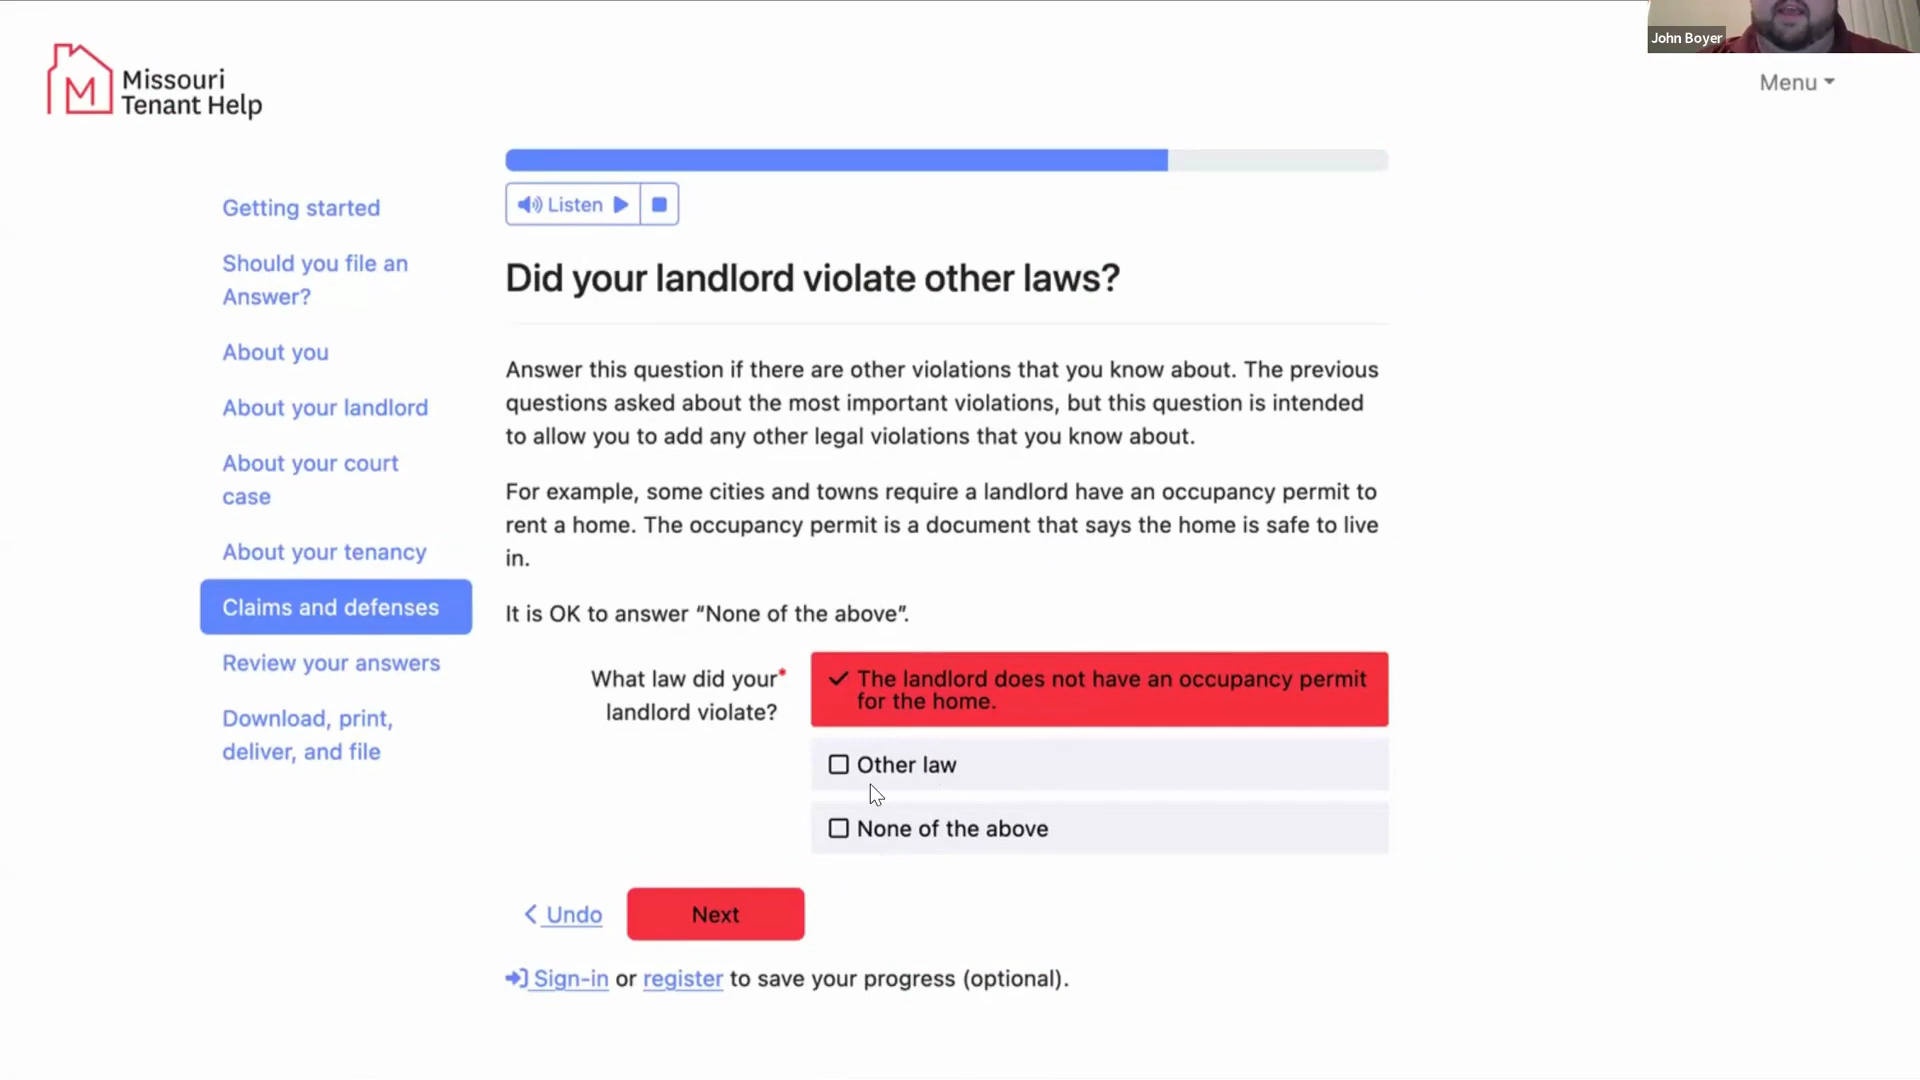 John Boyer
Missouri
Tenant Help
Menu
Listen
Getting started
Should you file an
Answer?
About you
About your landlord
About your court
case
About your tenancy
Claims and defenses
Review your answers
Download, print,
deliver, and file
Did your landlord violate other laws?
Answer this question if there are other violations that you know about. The previous
questions asked about the most important violations, but this question is intended
to allow you to add any other legal violations that you know about.
For example, some cities and towns require a landlord have an occupancy permit to
rent a home. The occupancy permit is a document that says the home is safe to live
in.
It is OK to answer “None of the above”.
What law did your*
landlord violate?
The landlord does not have an occupancy permit
for the home.
Other law
None of the above
Undo
Next
Sign-in or register to save your progress (optional).